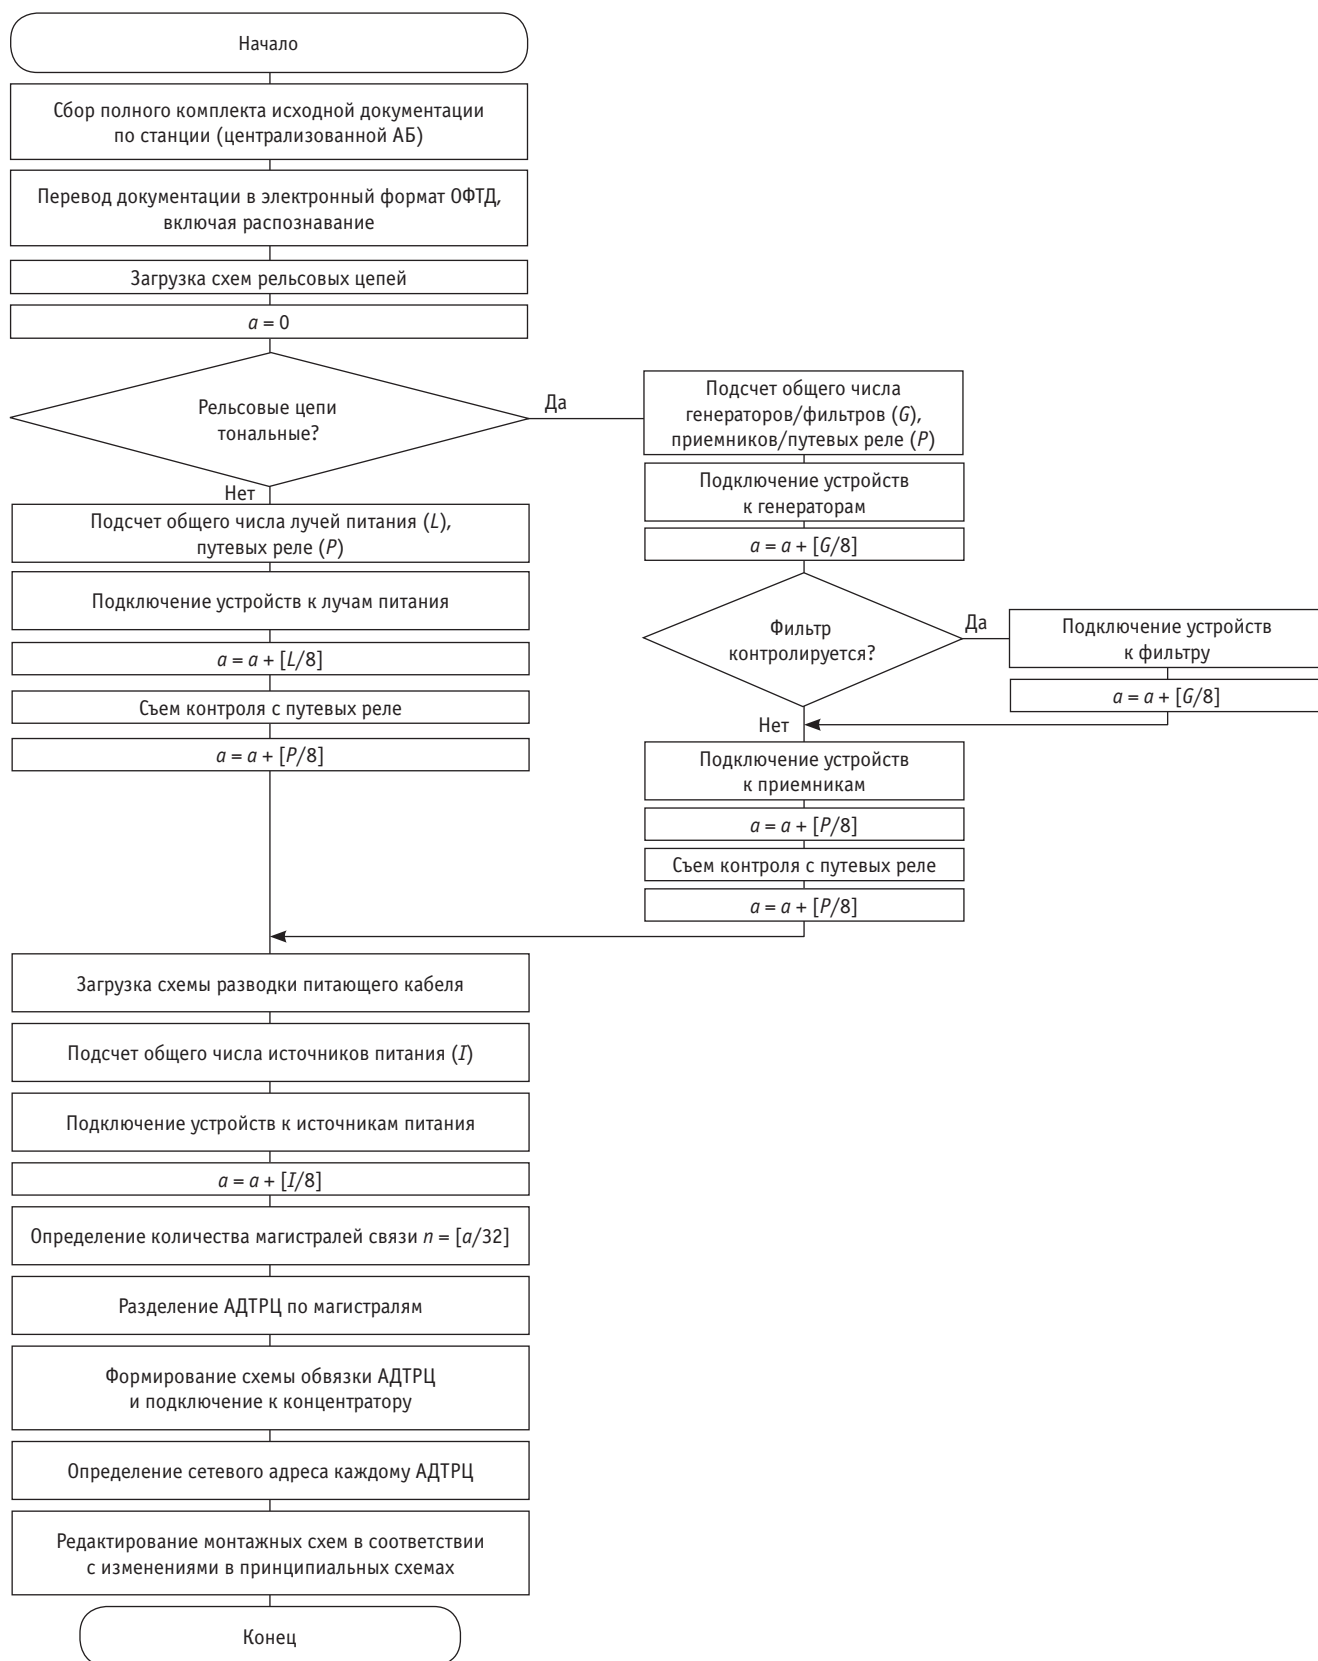 Начало
Сбор полного комплекта исходной документации
по станции (централизованной АБ)
Перевод документации в электронный формат ОФТД,
включая распознавание
Загрузка схем рельсовых цепей
a = 0
Рельсовые цепи
тональные?
Да
Нет
Подсчет общего числа лучей питания (L),
путевых реле (P)
Подключение устройств к лучам питания
a = a + [L/8]
Съем контроля с путевых реле
a = a + [P/8]
Подсчет общего числа
генераторов/фильтров (G),
приемников/путевых реле (P)
Подключение устройств
к генераторам
a = a + [G/8]
Фильтр
контролируется?
Да
Подключение устройств
к фильтру
a = a + [G/8]
Нет
Подключение устройств
к приемникам
a = a + [P/8]
Съем контроля с путевых реле
a = a + [P/8]
Загрузка схемы разводки питающего кабеля
Подсчет общего числа источников питания (I)
Подключение устройств к источникам питания
a = a + [I/8]
Определение количества магистралей связи n = [a/32]
Разделение АДТРЦ по магистралям
Формирование схемы обвязки АДТРЦ
и подключение к концентратору
Определение сетевого адреса каждому АДТРЦ
Редактирование монтажных схем в соответствии
с изменениями в принципиальных схемах
Конец